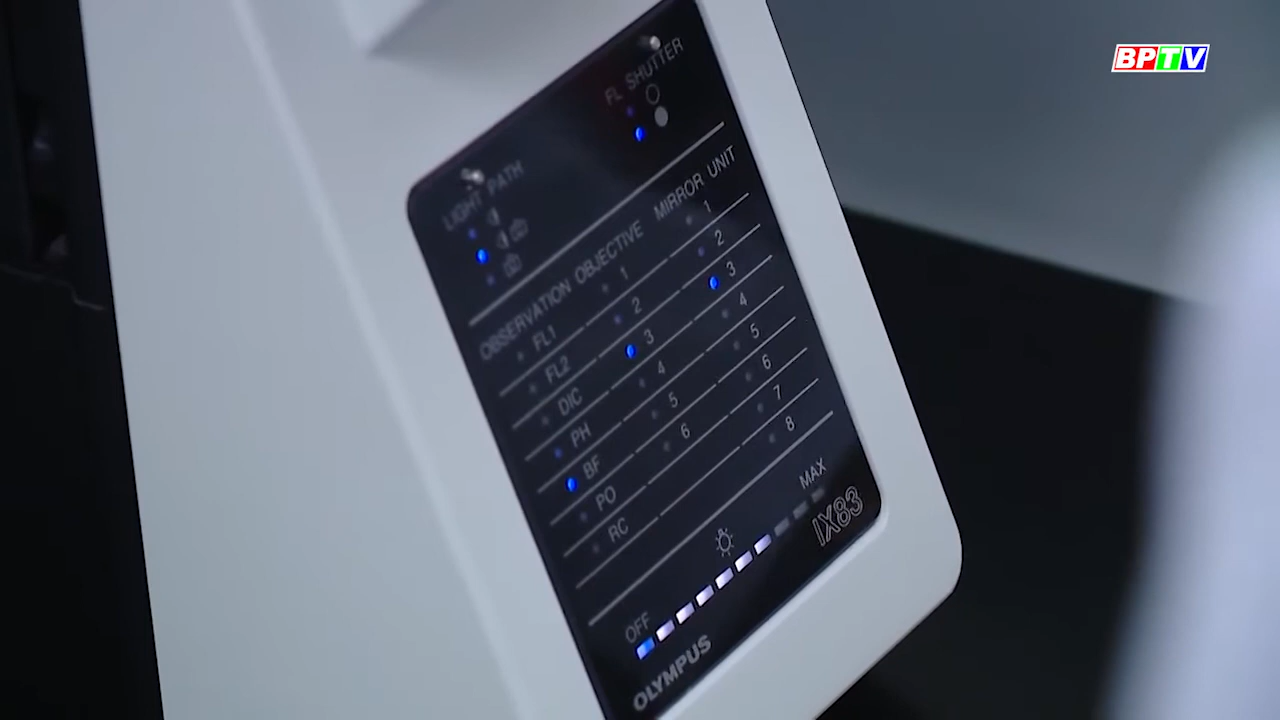 BPTV
FL SHUTTER
LIGHT PATH
OBSERVATION OBJECTIVE MIRROR UNIT
FL1 1 1
FL2 2 2
DIC 3 3
PH 4 4
BF 5 5
PO 6 6
RC 7
8
OFF MAX
OLYMPUS IX83